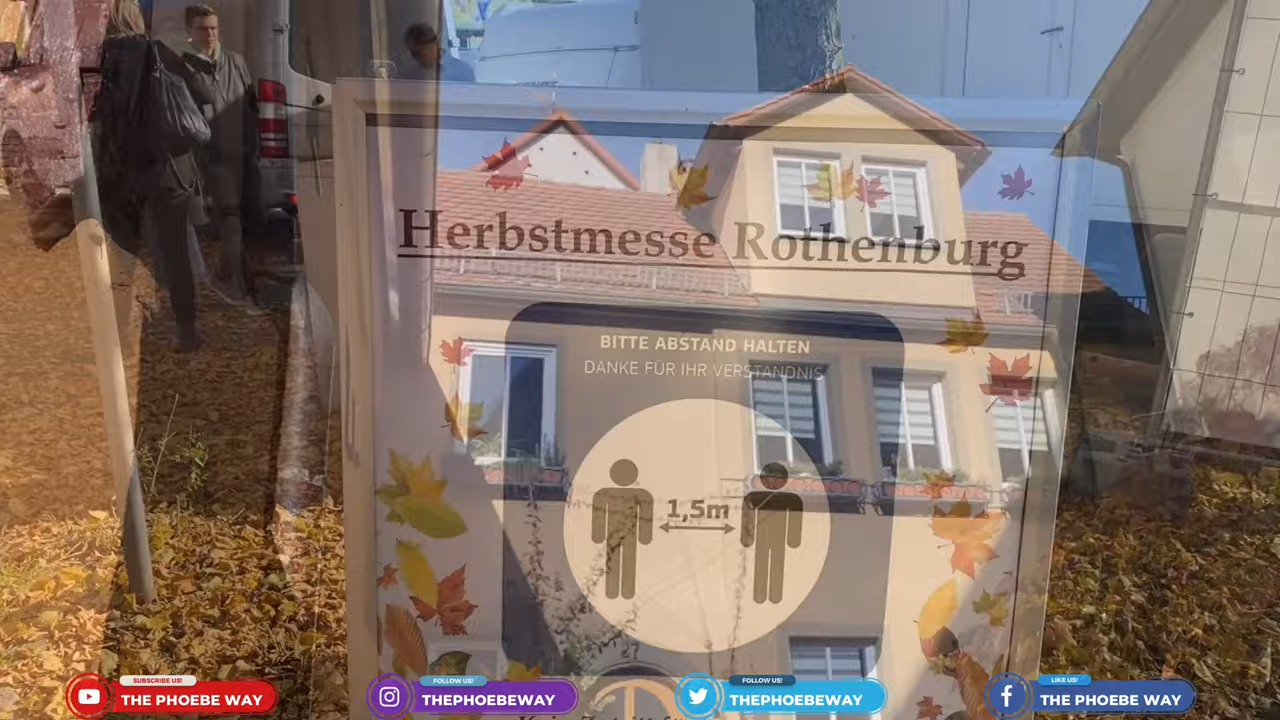 Herbstmesse Rothenburg
BITTE ABSTAND HALTEN
DANKE FÜR IHR VERSTÄNDNIS
1,5m
SUBSCRIBE US!
THE PHOEBE WAY
FOLLOW US!
THEPHOEBEWAY
FOLLOW US!
THEPHOEBEWAY
LIKE US!
THE PHOEBE WAY